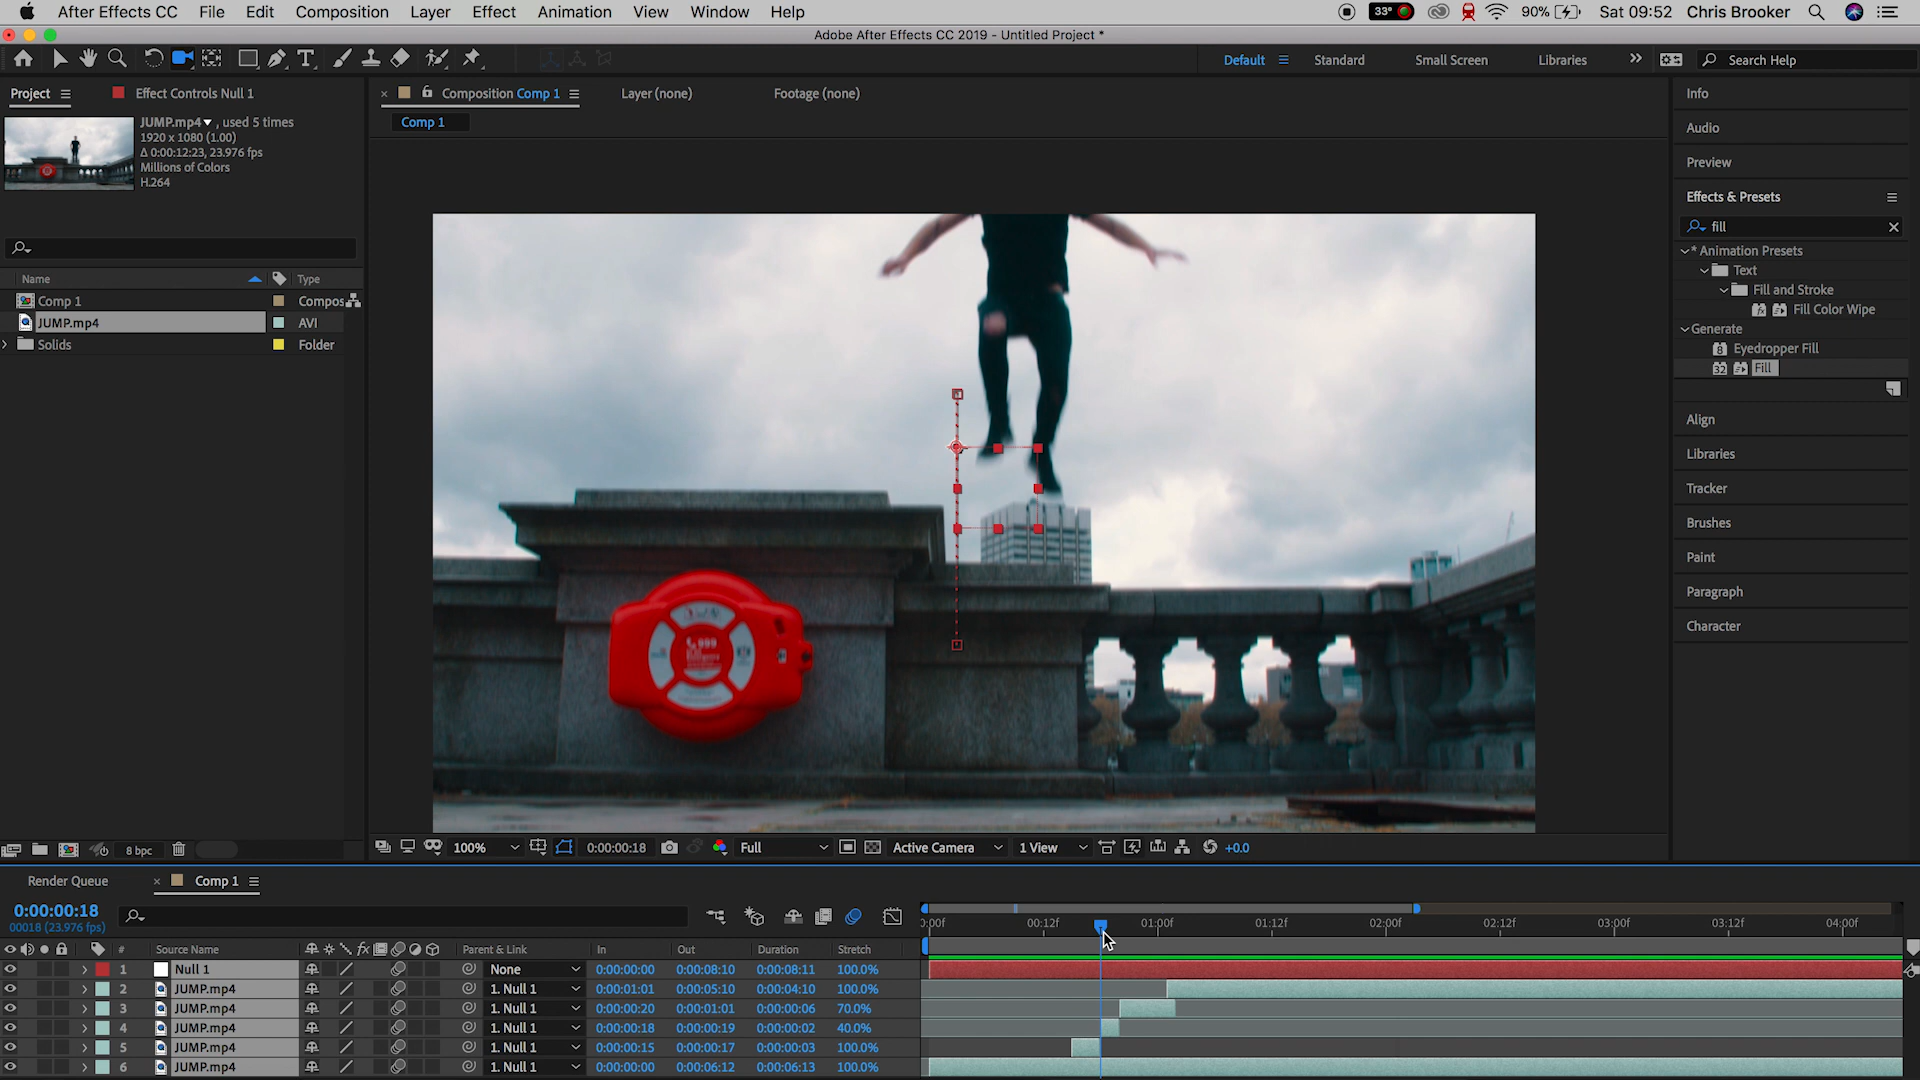 After Effects CC File Edit Composition Layer Effect Animation View Window Help 33° 90% Sat 09:52 Chris Brooker
Adobe After Effects CC 2019 - Untitled Project *
Default Standard Small Screen Libraries Search Help
Project Effect Controls Null 1
Composition Comp 1 Layer (none) Footage (none)
Comp 1
JUMP.mp4 , used 5 times
1920 x 1080 (1.00)
Δ 0:00:12:23, 23.976 fps
Millions of Colors
H.264
Name Type
Comp 1 Compos
JUMP.mp4 AVI
Solids Folder
8 bpc
999
100% 0:00:00:18 Full Active Camera 1 View +0.0
Info
Audio
Preview
Effects & Presets
fill
* Animation Presets
Text
Fill and Stroke
Fill Color Wipe
Generate
Eyedropper Fill
32 Fill
Align
Libraries
Tracker
Brushes
Paint
Paragraph
Character
Render Queue Comp 1
0:00:00:18
00018 (23.976 fps)
:00f 00:12f 01:00f 01:12f 02:00f 02:12f 03:00f 03:12f 04:00f
# Source Name fx Parent & Link In Out Duration Stretch
1 Null 1 None 0:00:00:00 0:00:08:10 0:00:08:11 100.0%
2 JUMP.mp4 1. Null 1 0:00:01:01 0:00:05:10 0:00:04:10 100.0%
3 JUMP.mp4 1. Null 1 0:00:00:20 0:00:01:01 0:00:00:06 70.0%
4 JUMP.mp4 1. Null 1 0:00:00:18 0:00:00:19 0:00:00:02 40.0%
5 JUMP.mp4 1. Null 1 0:00:00:15 0:00:00:17 0:00:00:03 100.0%
6 JUMP.mp4 1. Null 1 0:00:00:00 0:00:06:12 0:00:06:13 100.0%